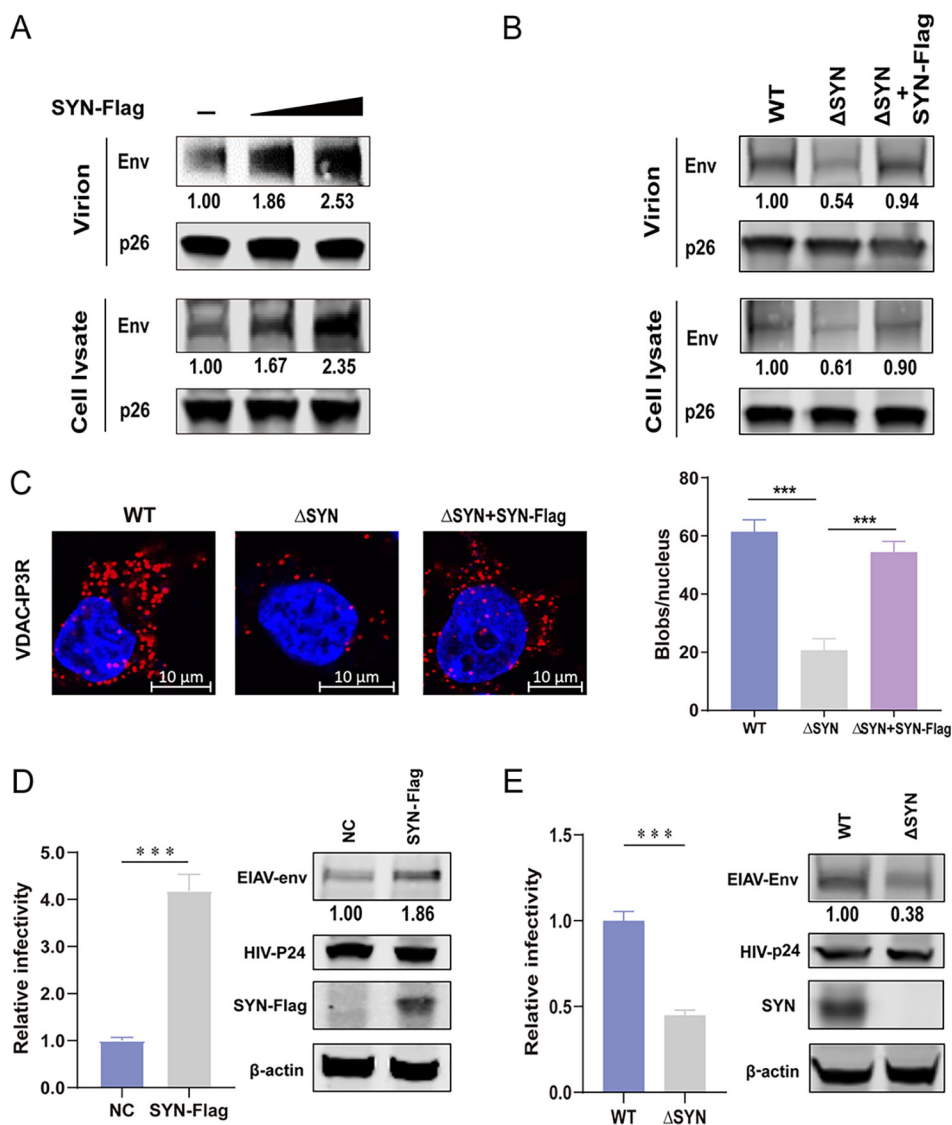 A
SYN-Flag –
Virion
Env
1.00 1.86 2.53
p26
Cell lysate
Env
1.00 1.67 2.35
p26
B
WT ΔSYN ΔSYN + SYN-Flag
Virion
Env
1.00 0.54 0.94
p26
Cell lysate
Env
1.00 0.61 0.90
p26
C
WT ΔSYN ΔSYN+SYN-Flag
VDAC-IP3R
10 μm 10 μm 10 μm
Blobs/nucleus
80
60
40
20
0
*** ***
WT ΔSYN ΔSYN+SYN-Flag
D
Relative infectivity
5.0
4.0
3.0
2.0
1.0
0.0
***
NC SYN-Flag
NC SYN-Flag
EIAV-env
1.00 1.86
HIV-P24
SYN-Flag
β-actin
E
Relative infectivity
1.5
1.0
0.5
0.0
***
WT ΔSYN
WT ΔSYN
EIAV-Env
1.00 0.38
HIV-p24
SYN
β-actin